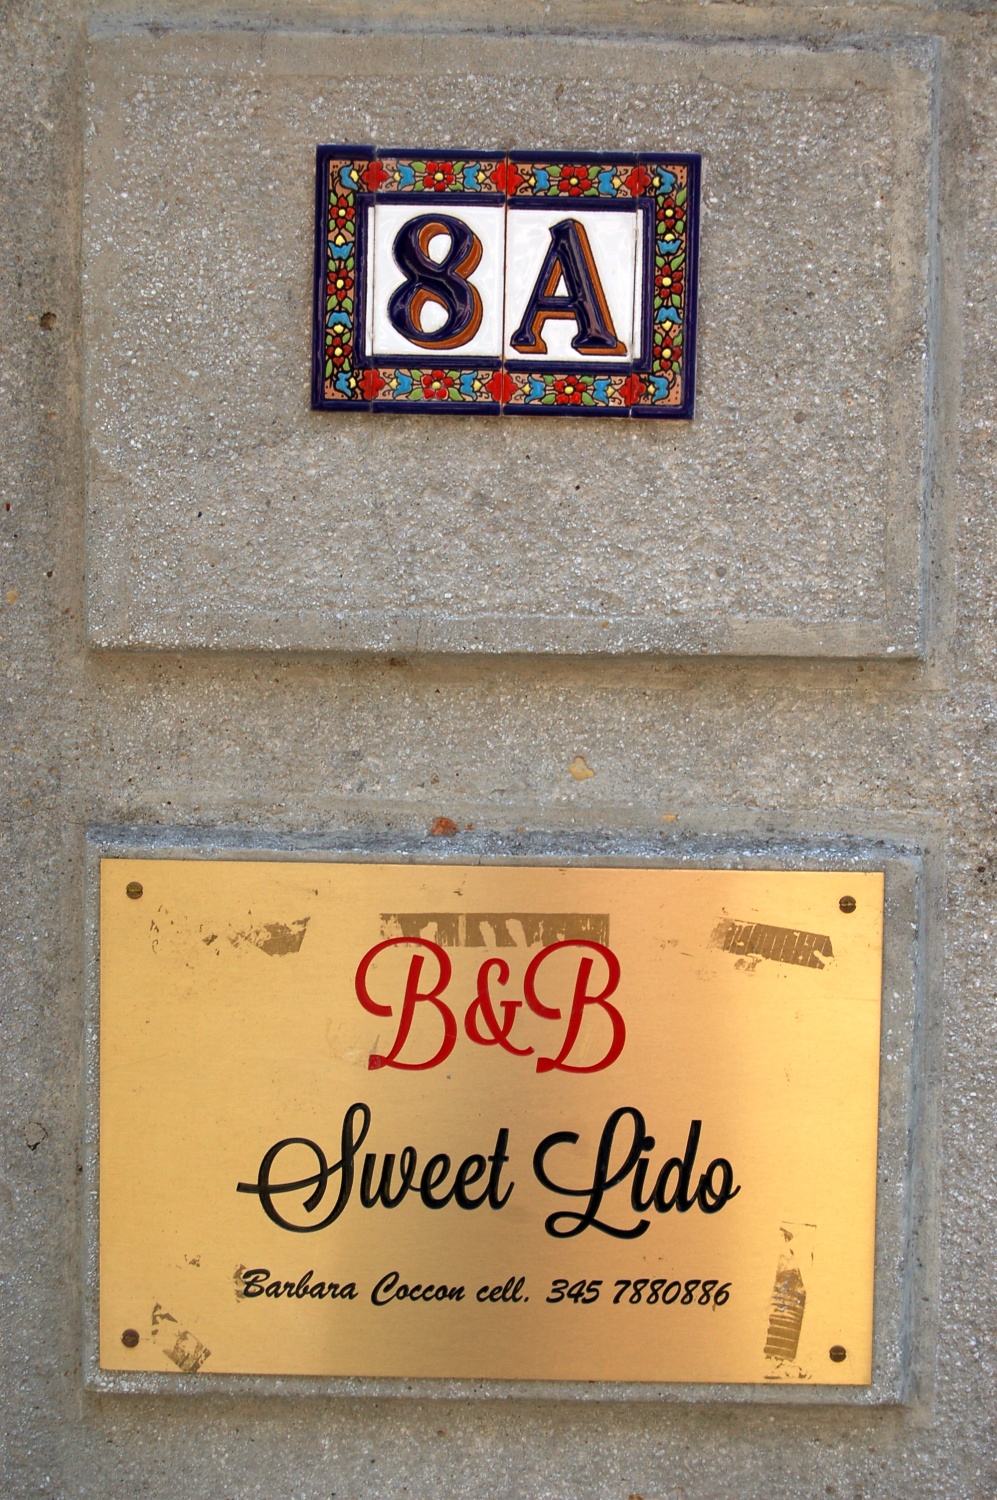 8A
B&B
Sweet Lido
Barbara Coccon cell. 345 7880886